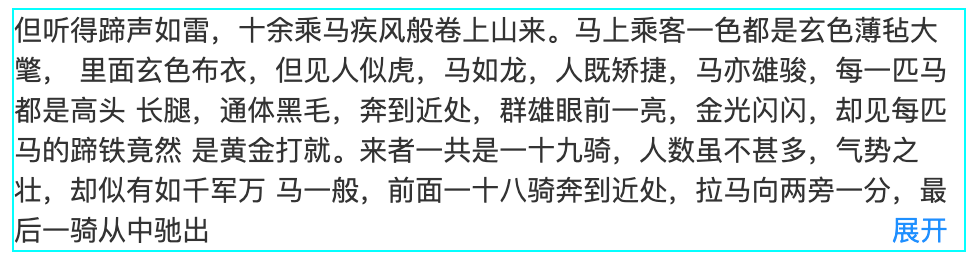 但听得蹄声如雷，十余乘马疾风般卷上山来。马上乘客一色都是玄色薄毡大
氅， 里面玄色布衣，但见人似虎，马如龙，人既矫捷，马亦雄骏，每一匹马
都是高头 长腿，通体黑毛，奔到近处，群雄眼前一亮，金光闪闪，却见每匹
马的蹄铁竟然 是黄金打就。来者一共是一十九骑，人数虽不甚多，气势之
壮，却似有如千军万 马一般，前面一十八骑奔到近处，拉马向两旁一分，最
后一骑从中驰出 展开